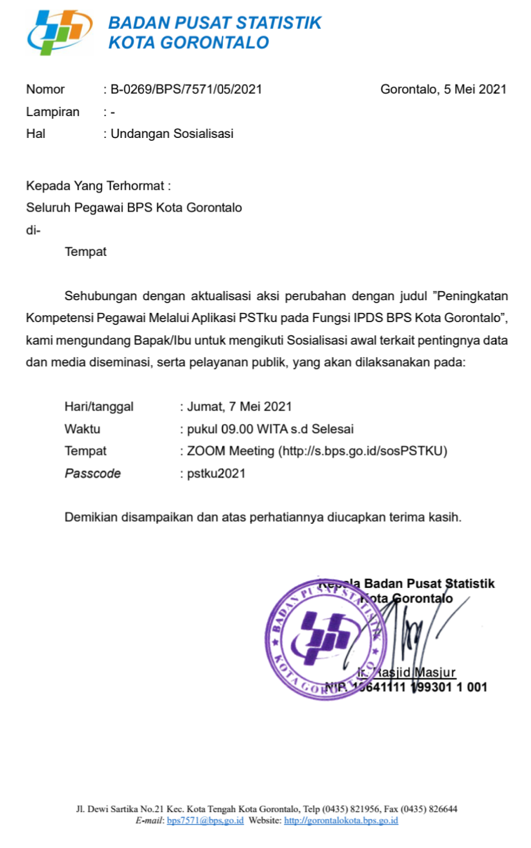 BADAN PUSAT STATISTIK
KOTA GORONTALO
Nomor : B-0269/BPS/7571/05/2021 Gorontalo, 5 Mei 2021
Lampiran : -
Hal : Undangan Sosialisasi
Kepada Yang Terhormat :
Seluruh Pegawai BPS Kota Gorontalo
di-
Tempat
Sehubungan dengan aktualisasi aksi perubahan dengan judul "Peningkatan
Kompetensi Pegawai Melalui Aplikasi PSTku pada Fungsi IPDS BPS Kota Gorontalo",
kami mengundang Bapak/Ibu untuk mengikuti Sosialisasi awal terkait pentingnya data
dan media diseminasi, serta pelayanan publik, yang akan dilaksanakan pada:
Hari/tanggal : Jumat, 7 Mei 2021
Waktu : pukul 09.00 WITA s.d Selesai
Tempat : ZOOM Meeting (http://s.bps.go.id/sosPSTKU)
Passcode : pstku2021
Demikian disampaikan dan atas perhatiannya diucapkan terima kasih.
Kepala Badan Pusat Statistik
Kota Gorontalo
BADAN PUSAT STATISTIK
KOTA GORONTALO
Ir. Masjid Masjur
NIP. 19641111 199301 1 001
Jl. Dewi Sartika No.21 Kec. Kota Tengah Kota Gorontalo, Telp (0435) 821956, Fax (0435) 826644
E-mail: bps7571@bps.go.id Website: http://gorontalokota.bps.go.id